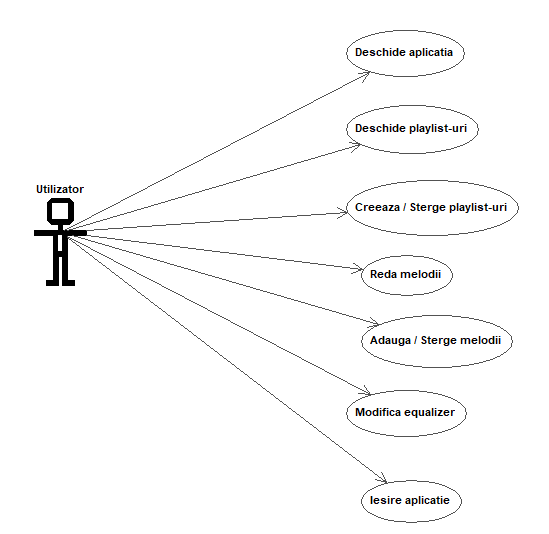 Deschide aplicatia
Deschide playlist-uri
Utilizator
Creeaza / Sterge playlist-uri
Reda melodii
Adauga / Sterge melodii
Modifica equalizer
Iesire aplicatie